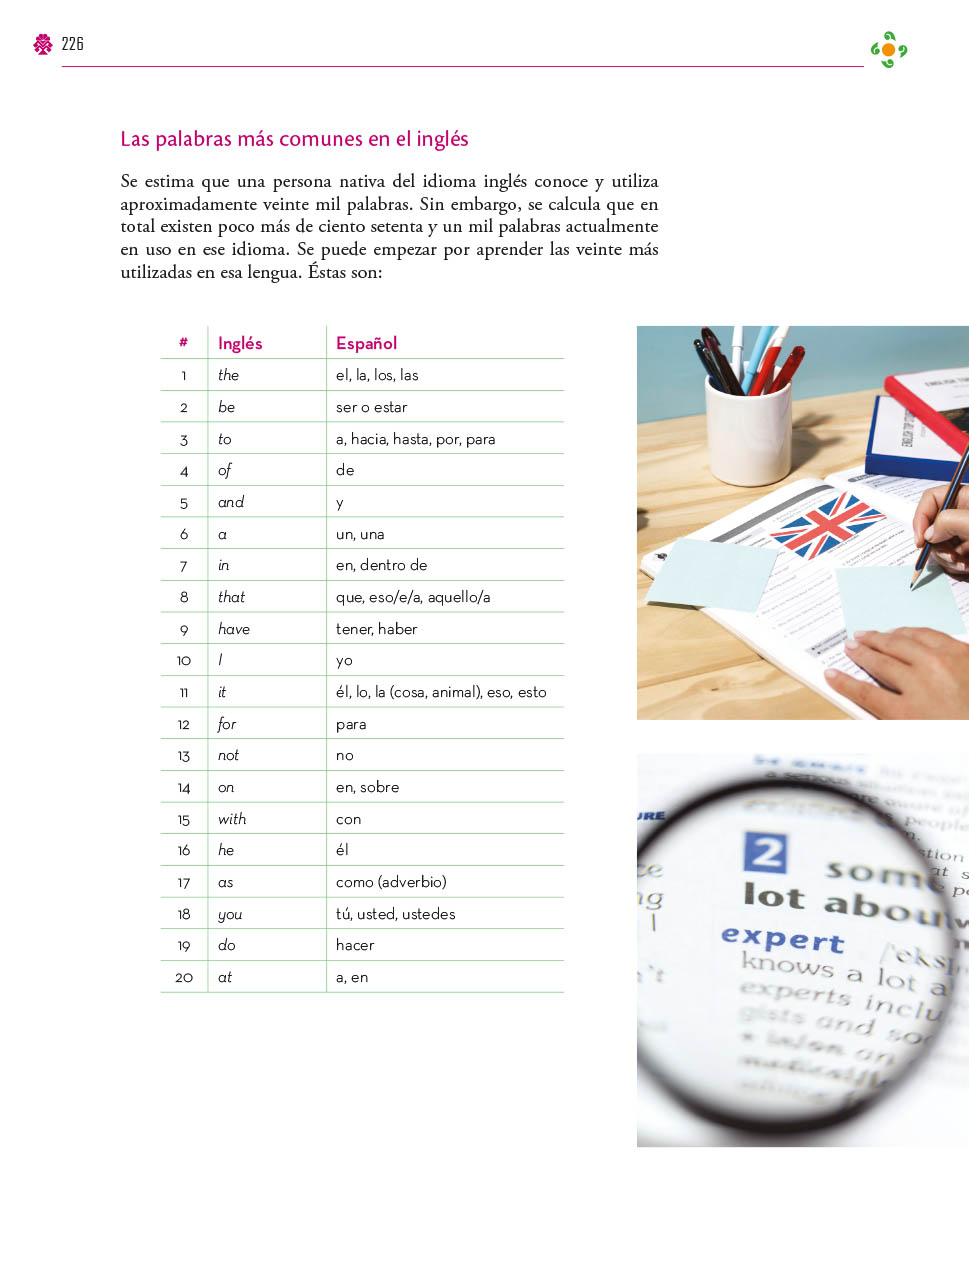 226
Las palabras más comunes en el inglés
Se estima que una persona nativa del idioma inglés conoce y utiliza
aproximadamente veinte mil palabras. Sin embargo, se calcula que en
total existen poco más de ciento setenta y un mil palabras actualmente
en uso en ese idioma. Se puede empezar por aprender las veinte más
utilizadas en esa lengua. Éstas son:
# Inglés Español
1 the el, la, los, las
2 be ser o estar
3 to a, hacia, hasta, por, para
4 of de
5 and y
6 a un, una
7 in en, dentro de
8 that que, eso/e/a, aquello/a
9 have tener, haber
10 I yo
11 it él, lo, la (cosa, animal), eso, esto
12 for para
13 not no
14 on en, sobre
15 with con
16 he él
17 as como (adverbio)
18 you tú, usted, ustedes
19 do hacer
20 at a, en
2 some
lot about
expert
knows a lot a
experts inclu
gists and so